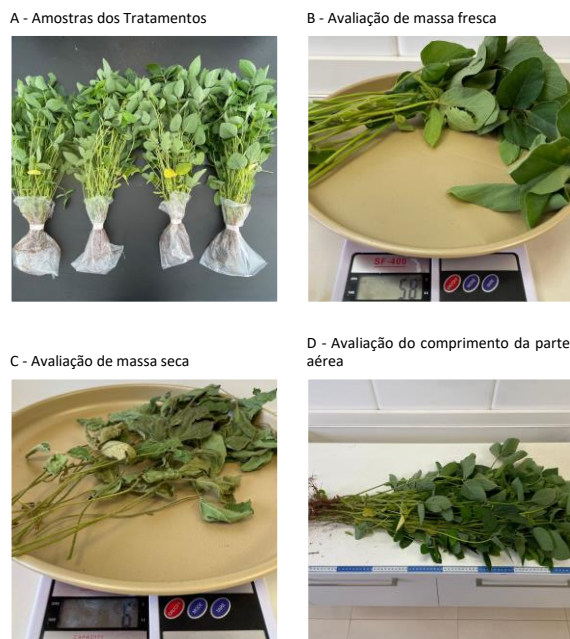 A - Amostras dos Tratamentos
B - Avaliação de massa fresca
SF-400
58
C - Avaliação de massa seca
D - Avaliação do comprimento da parte
aérea
8